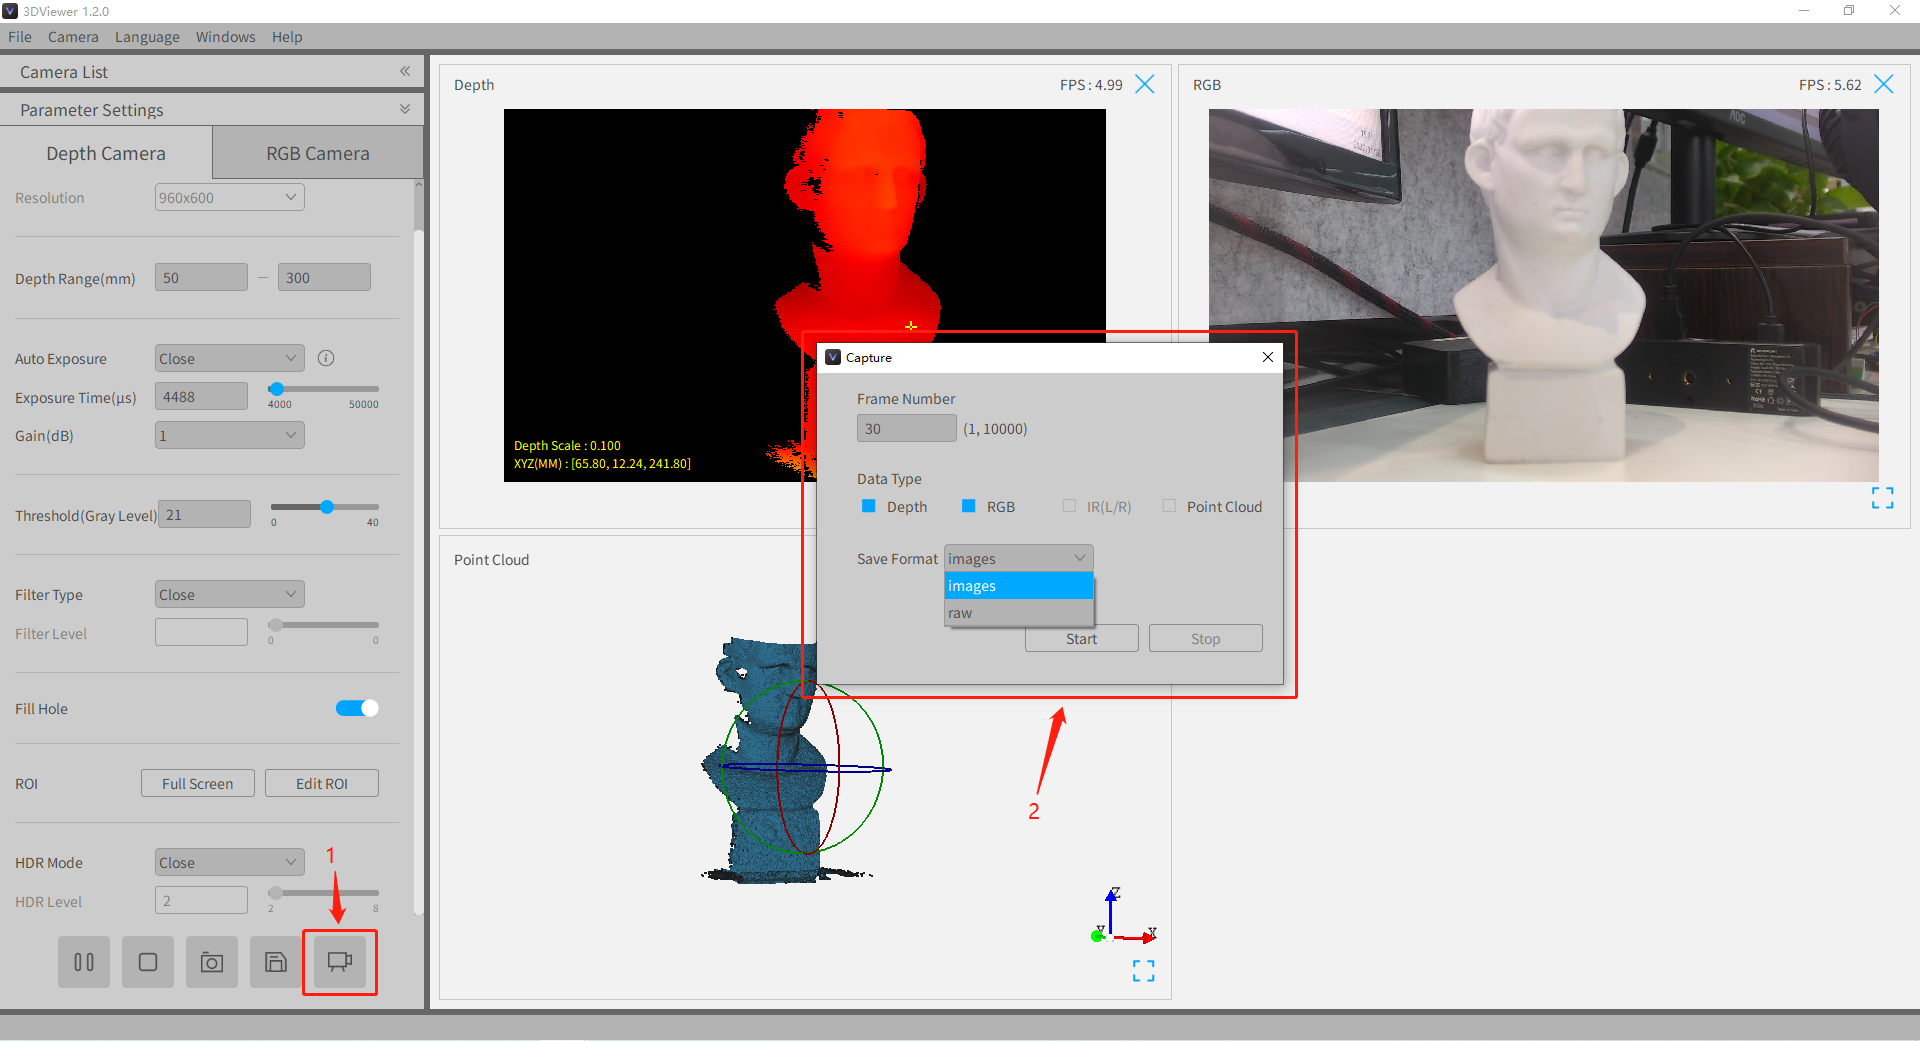 3DViewer 1.2.0
File Camera Language Windows Help
Camera List
Parameter Settings
Depth Camera RGB Camera
Resolution 960x600
Depth Range(mm) 50 – 300
Auto Exposure Close
Exposure Time(μs) 4488
4000 50000
Gain(dB) 1
Threshold(Gray Level) 21
0 40
Filter Type Close
Filter Level
0 0
Fill Hole
ROI Full Screen Edit ROI
HDR Mode Close
HDR Level 2
2 8
1
Depth FPS : 4.99
Depth Scale : 0.100
XYZ(MM) : [65.80, 12.24, 241.80]
RGB FPS : 5.62
AOC
Capture
Frame Number
30 (1, 10000)
Data Type
Depth RGB IR(L/R) Point Cloud
Save Format images
images
raw
Start Stop
2
Point Cloud
Z
Y X